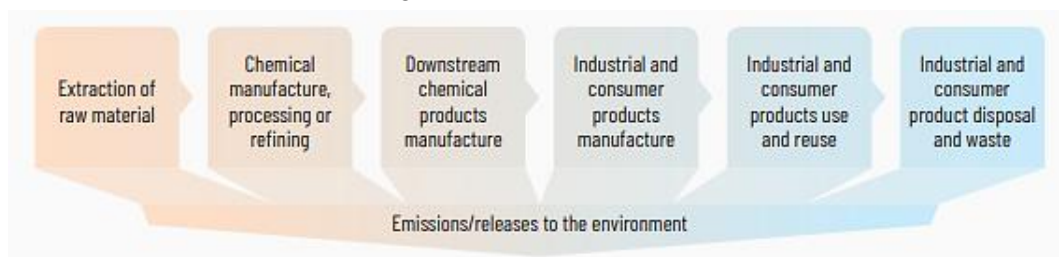 Extraction of
raw material
Chemical
manufacture,
processing or
refining
Downstream
chemical
products
manufacture
Industrial and
consumer
products
manufacture
Industrial and
consumer
products use
and reuse
Industrial and
consumer
product disposal
and waste
Emissions/releases to the environment